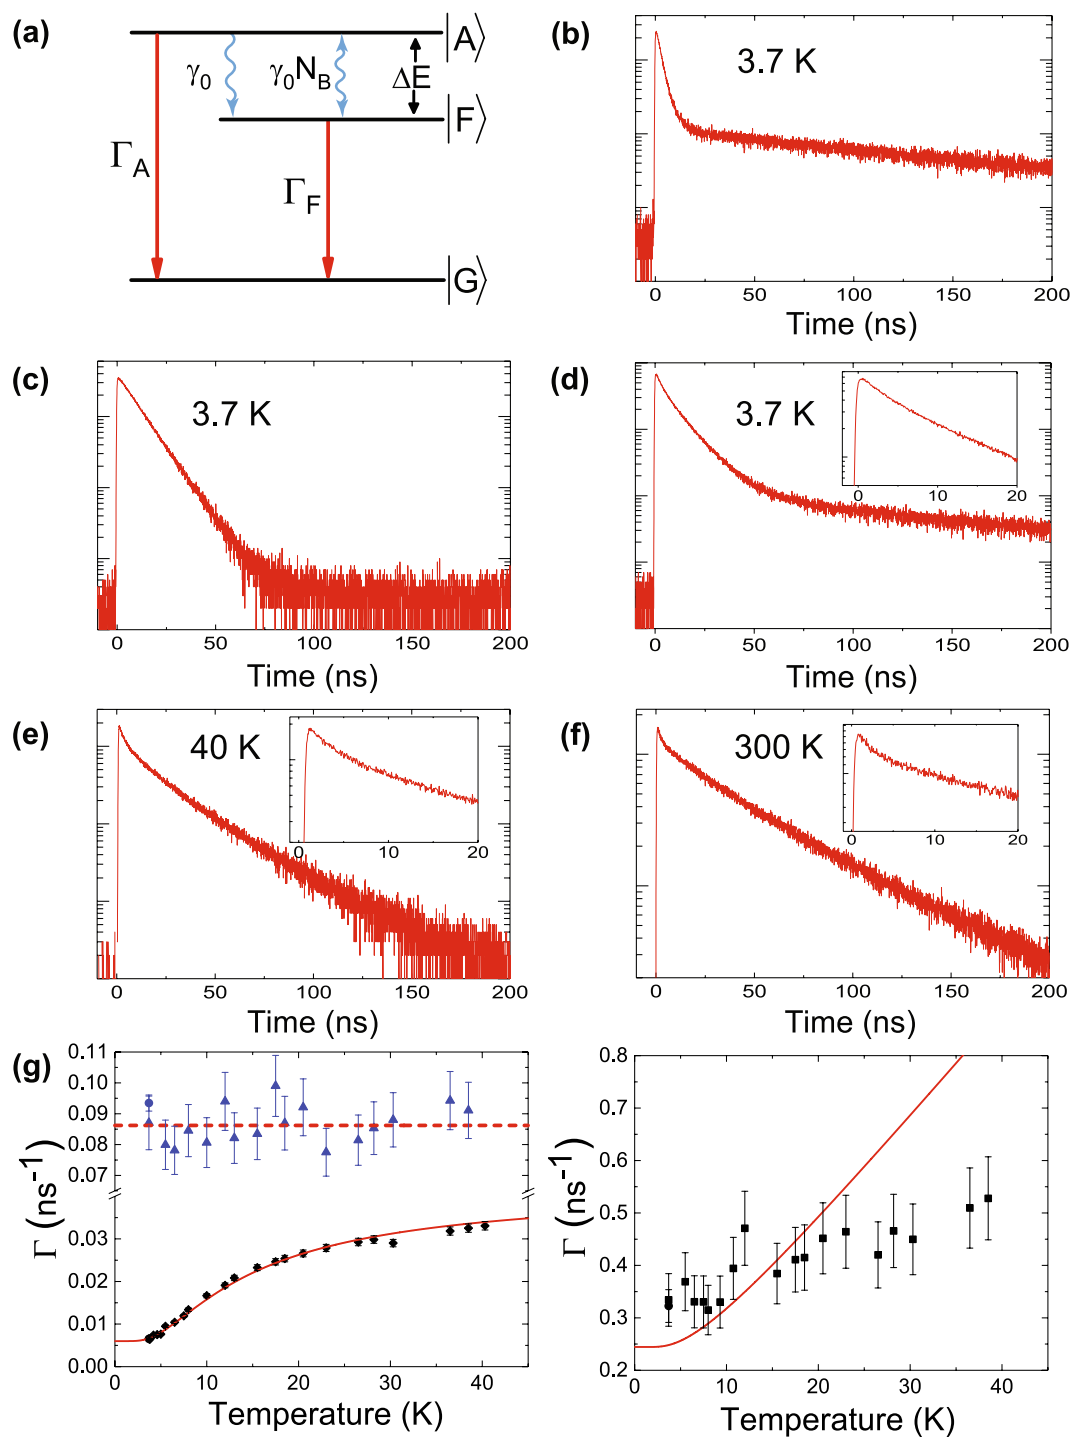 (a)
|A⟩
γ0
γ0NB
ΔE
|F⟩
ΓA
ΓF
|G⟩
(b)
3.7 K
0 50 100 150 200
Time (ns)
(c)
3.7 K
0 50 100 150 200
Time (ns)
(d)
3.7 K
0 10 20
0 50 100 150 200
Time (ns)
(e)
40 K
0 10 20
0 50 100 150 200
Time (ns)
(f)
300 K
0 10 20
0 50 100 150 200
Time (ns)
(g)
0.11
0.10
0.09
0.08
0.07
0.03
0.02
0.01
0.00
Γ (ns-1)
0 10 20 30 40
Temperature (K)
0.8
0.7
0.6
0.5
0.4
0.3
0.2
Γ (ns-1)
0 10 20 30 40
Temperature (K)